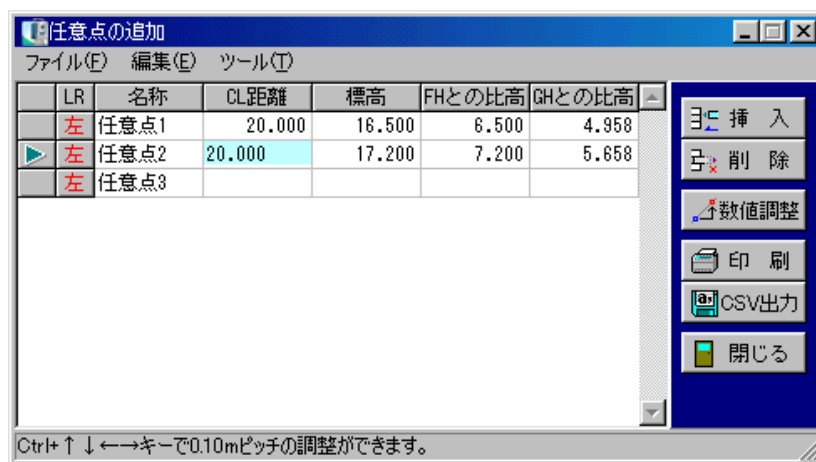 任意点の追加
ファイル(F) 編集(E) ツール(T)
LR 名称 CL距離 標高 FHとの比高 GHとの比高
左 任意点1 20.000 16.500 6.500 4.958
左 任意点2 20.000 17.200 7.200 5.658
左 任意点3
挿 入
削 除
数値調整
印 刷
CSV出力
閉じる
Ctrl+↑↓←→キーで0.10mピッチの調整ができます。